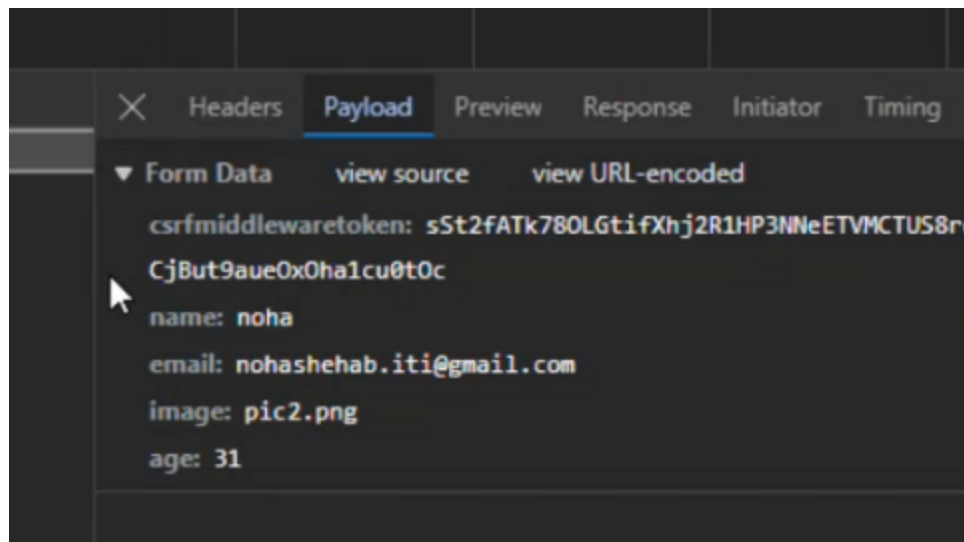 Headers Payload Preview Response Initiator Timing
Form Data view source view URL-encoded
csrfmiddlewaretoken: sSt2fATk78OLGtifXhj2R1HP3NNeETVMCTUS8r
CjBut9aueOxOha1cu0tOc
name: noha
email: nohashehab.iti@gmail.com
image: pic2.png
age: 31